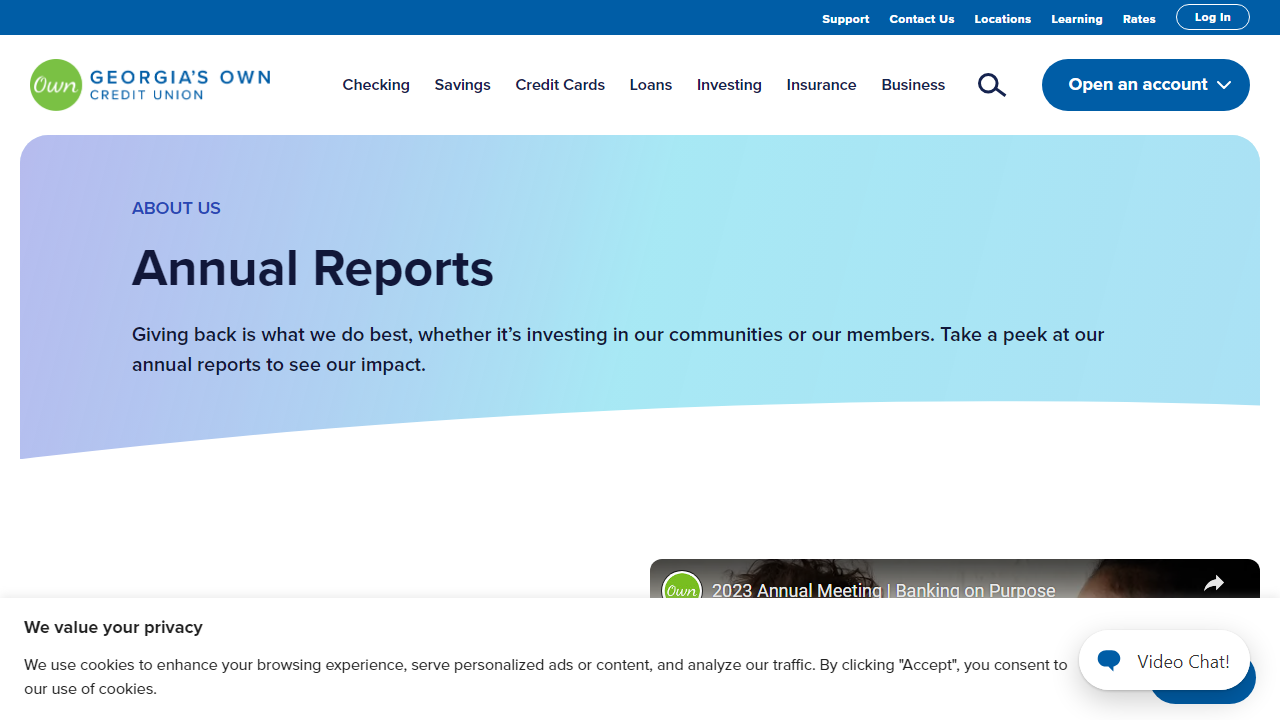 Support Contact Us Locations Learning Rates Log In
Own GEORGIA'S OWN
CREDIT UNION
Checking Savings Credit Cards Loans Investing Insurance Business Open an account
ABOUT US
Annual Reports
Giving back is what we do best, whether it’s investing in our communities or our members. Take a peek at our
annual reports to see our impact.
Own 2023 Annual Meeting | Banking on Purpose
We value your privacy
We use cookies to enhance your browsing experience, serve personalized ads or content, and analyze our traffic. By clicking "Accept", you consent to
our use of cookies.
Video Chat!